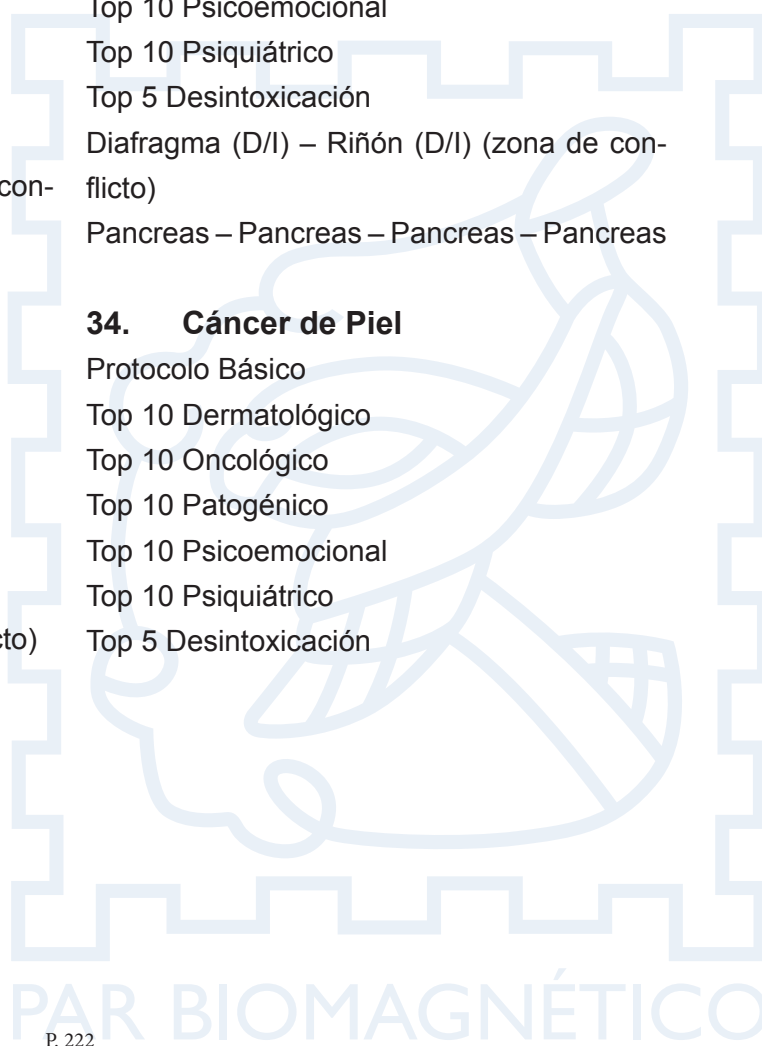 Top 10 Psicoemocional
Top 10 Psiquiátrico
Top 5 Desintoxicación
Diafragma (D/I) – Riñón (D/I) (zona de con-
flicto)
Pancreas – Pancreas – Pancreas – Pancreas
34. Cáncer de Piel
Protocolo Básico
Top 10 Dermatológico
Top 10 Oncológico
Top 10 Patogénico
Top 10 Psicoemocional
Top 10 Psiquiátrico
Top 5 Desintoxicación
con-
cto)
PAR BIOMAGNÉTICO
P. 222